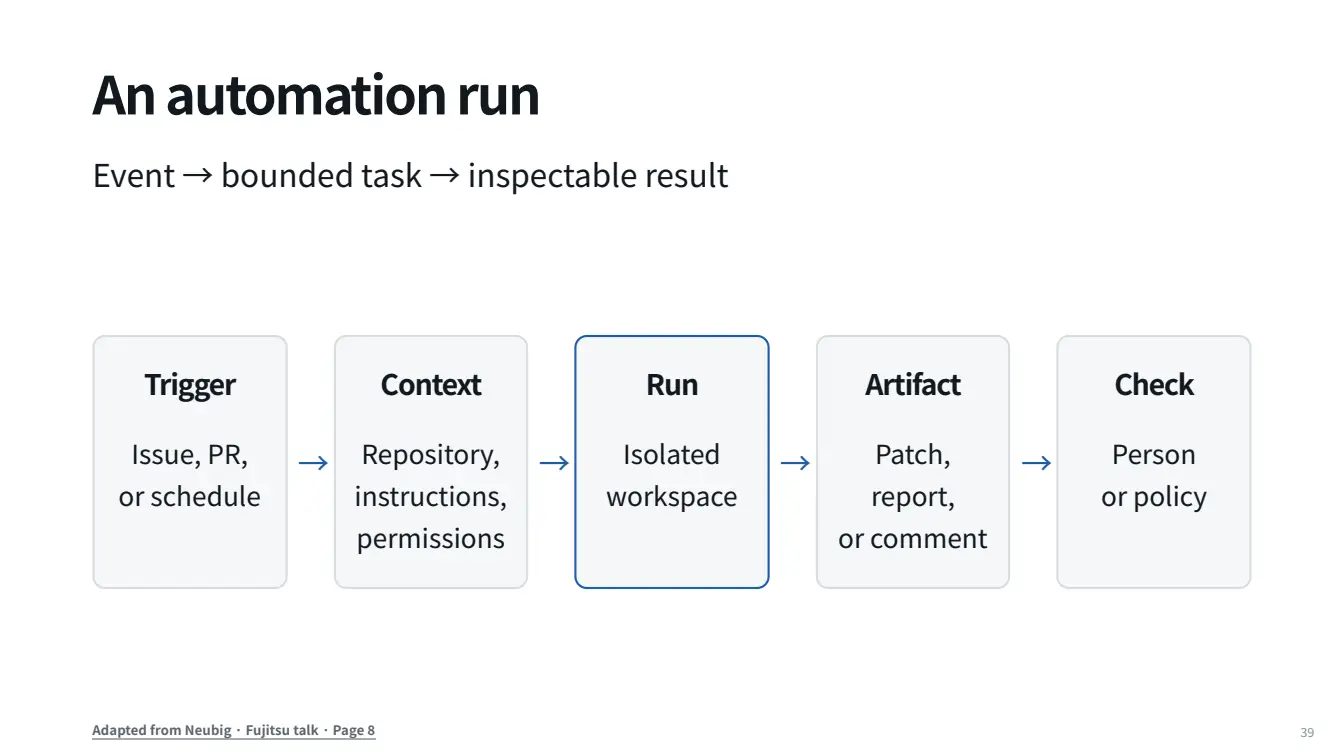 An automation run
Event → bounded task → inspectable result
Trigger
Issue, PR,
or schedule
→
Context
Repository,
instructions,
permissions
→
Run
Isolated
workspace
→
Artifact
Patch,
report,
or comment
→
Check
Person
or policy
Adapted from Neubig · Fujitsu talk · Page 8
39